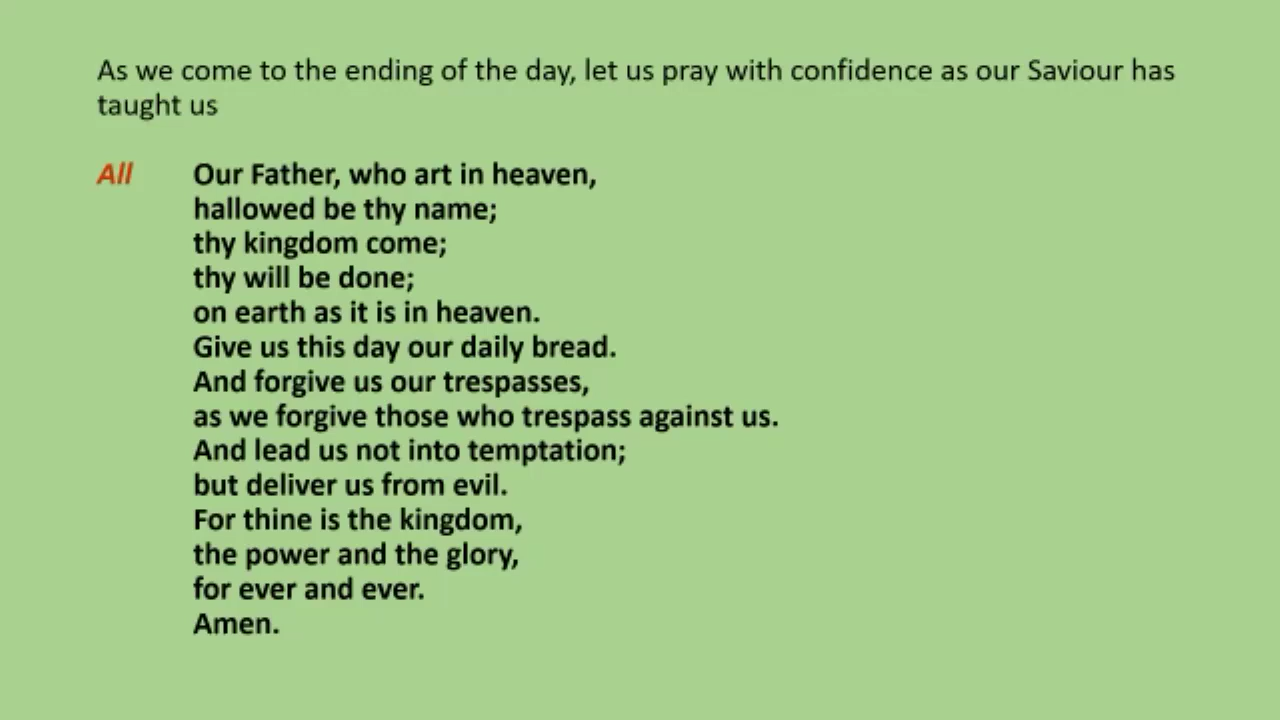 As we come to the ending of the day, let us pray with confidence as our Saviour has
taught us
All Our Father, who art in heaven,
hallowed be thy name;
thy kingdom come;
thy will be done;
on earth as it is in heaven.
Give us this day our daily bread.
And forgive us our trespasses,
as we forgive those who trespass against us.
And lead us not into temptation;
but deliver us from evil.
For thine is the kingdom,
the power and the glory,
for ever and ever.
Amen.